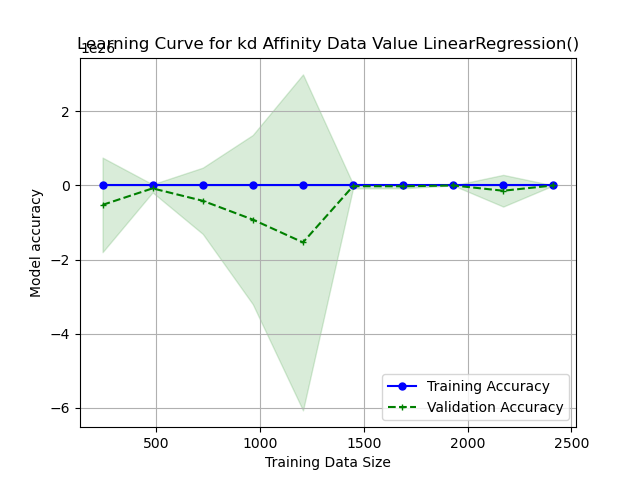 Learning Curve for kd Affinity Data Value LinearRegression()
1e26
2
0
−2
−4
−6
Model accuracy
Training Accuracy
Validation Accuracy
500
1000
1500
2000
2500
Training Data Size